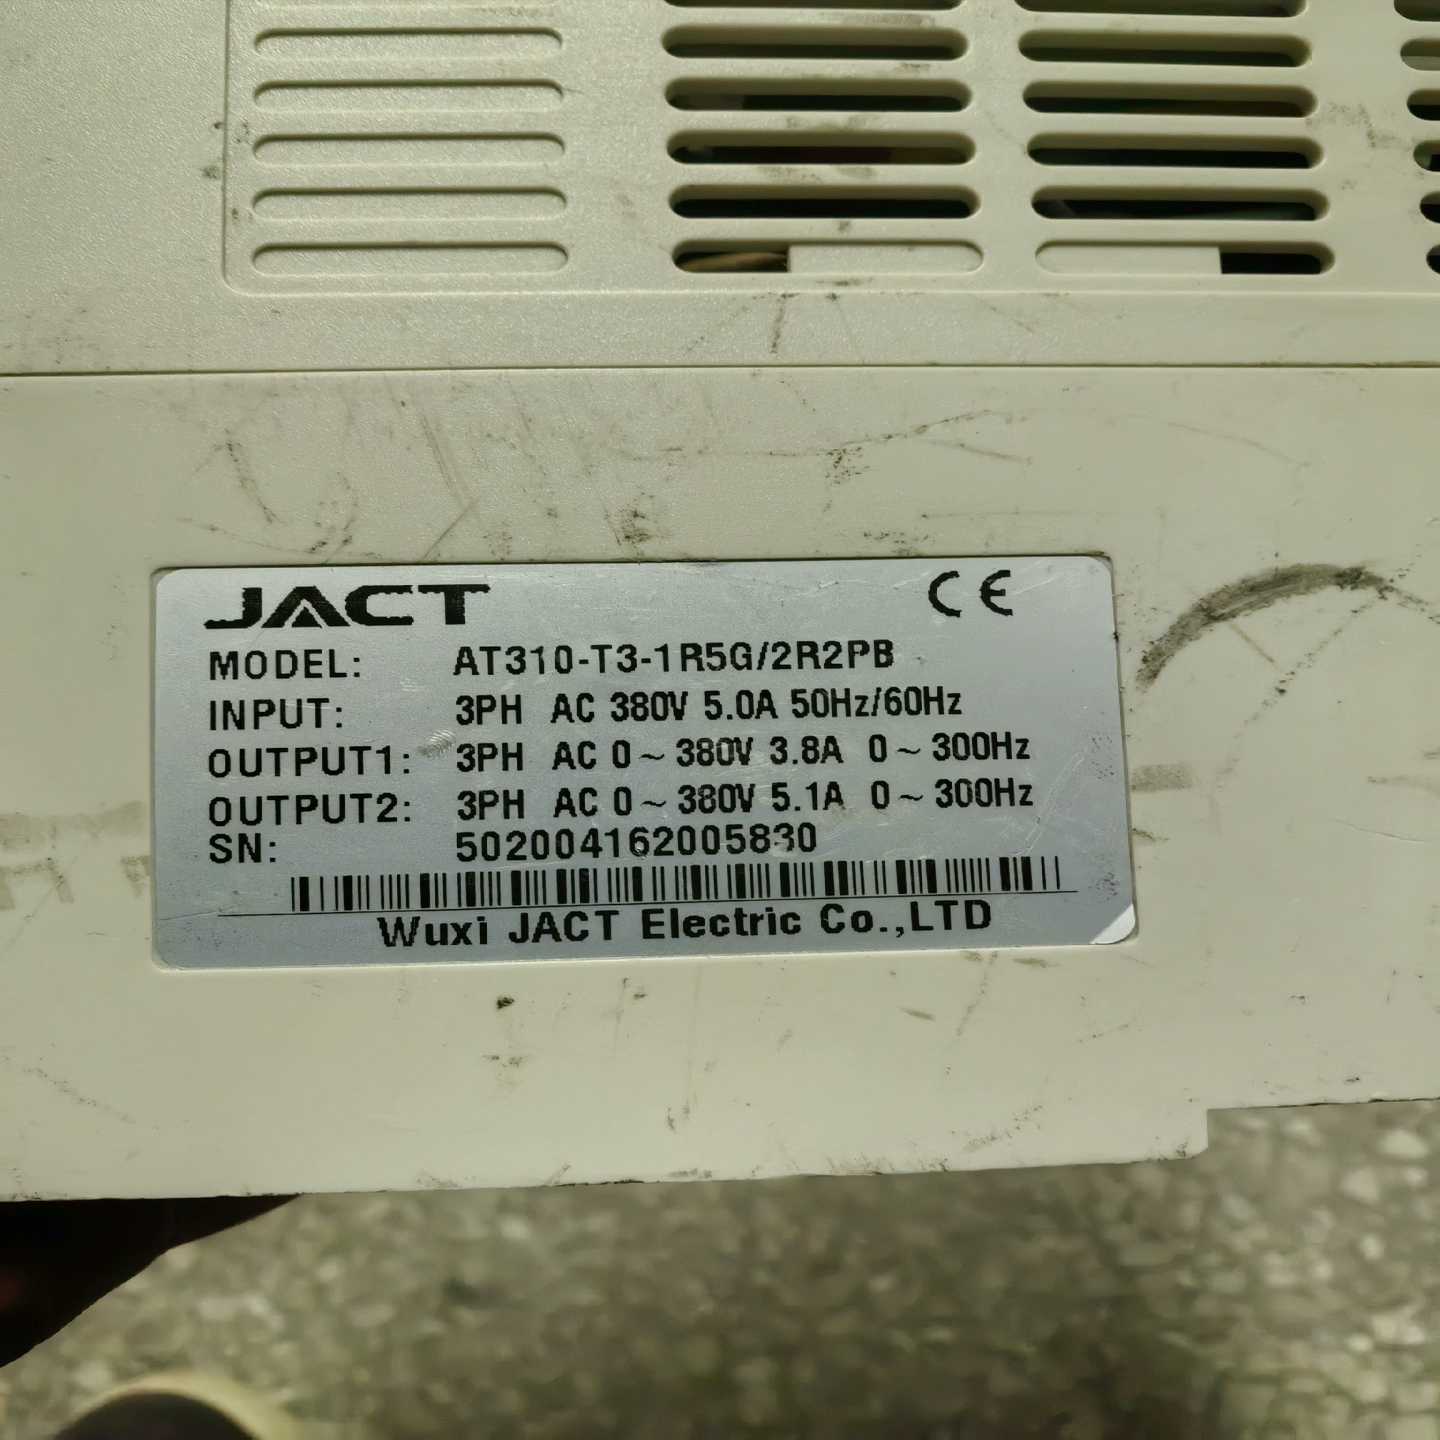 JACT CE
MODEL: AT310-T3-1R5G/2R2PB
INPUT: 3PH AC 380V 5.0A 50Hz/60Hz
OUTPUT1: 3PH AC 0~380V 3.8A 0~300Hz
OUTPUT2: 3PH AC 0~380V 5.1A 0~300Hz
SN: 502004162005830
Wuxi JACT Electric Co.,LTD